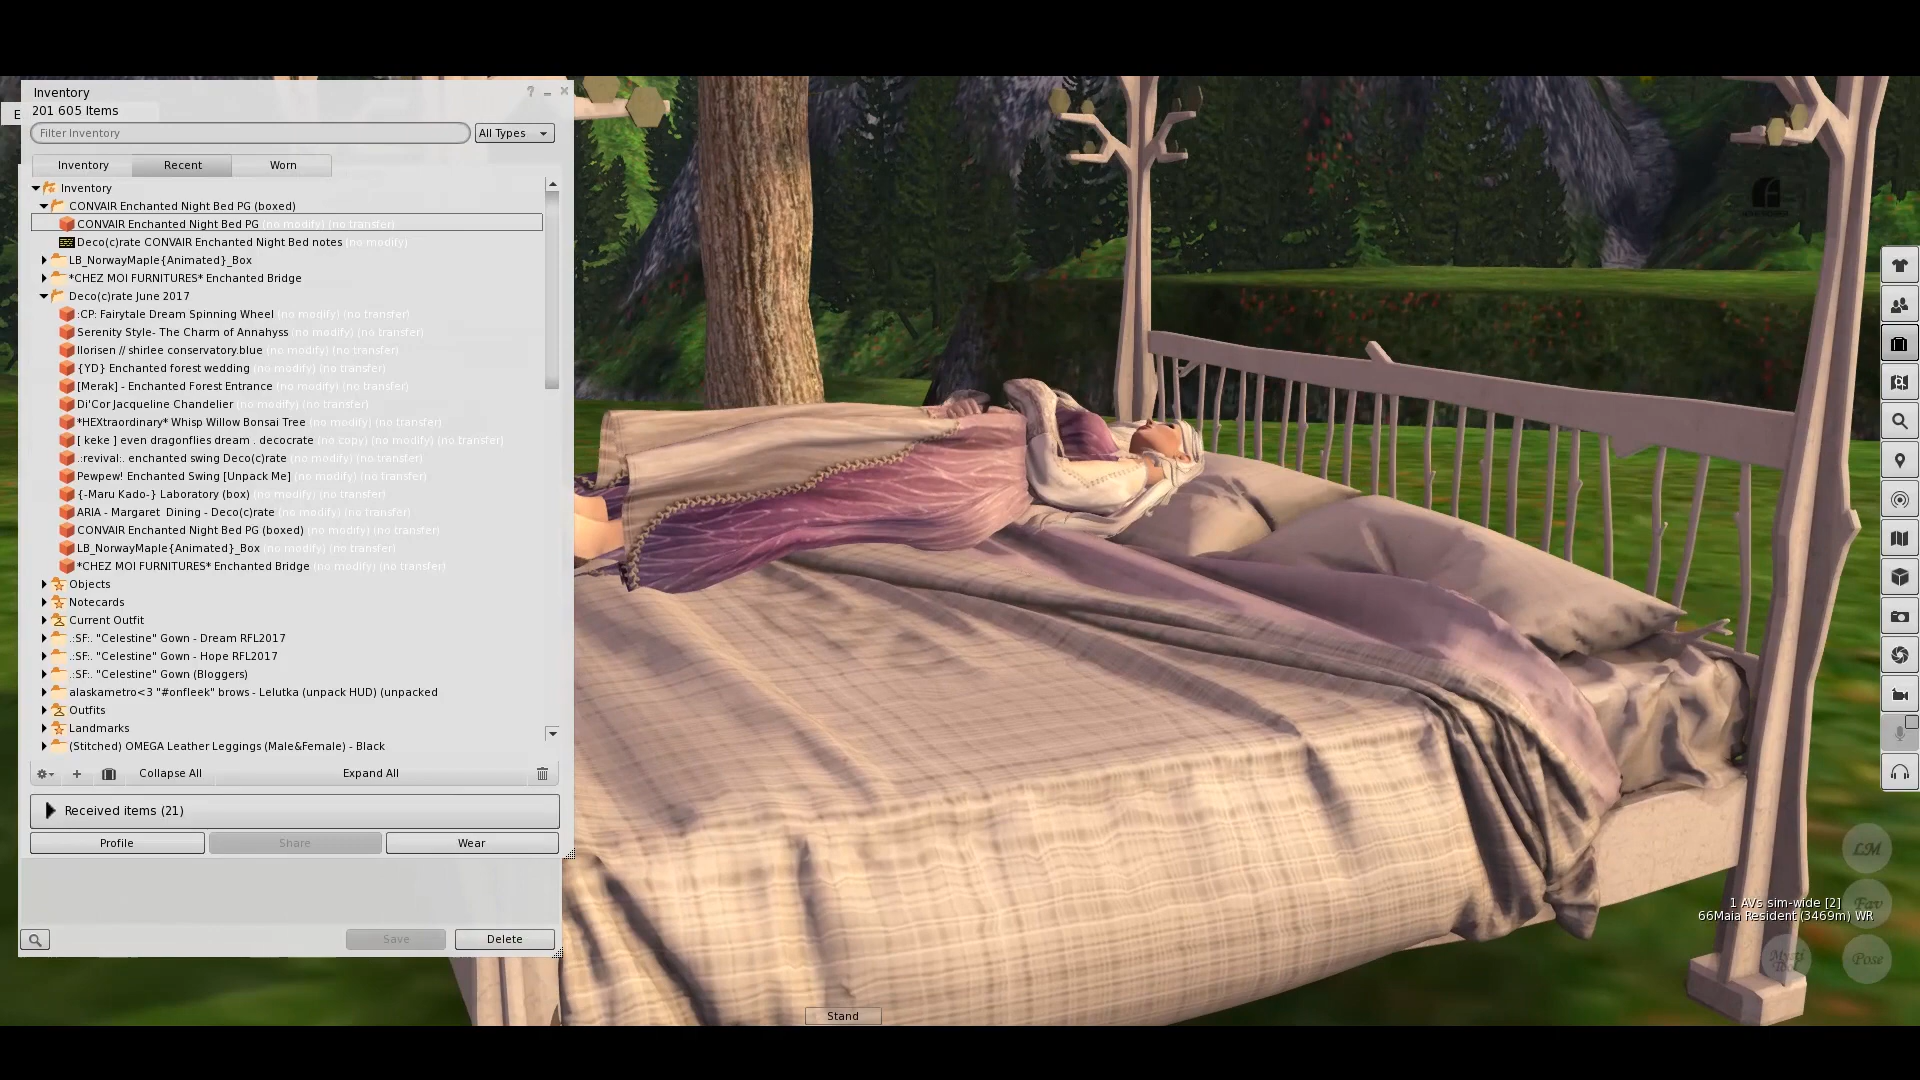 Inventory
201 605 Items
Filter Inventory
All Types
Inventory
Recent
Worn
Inventory
CONVAIR Enchanted Night Bed PG (boxed)
CONVAIR Enchanted Night Bed PG (no modify) (no transfer)
Deco(c)rate CONVAIR Enchanted Night Bed notes (no modify)
LB_NorwayMaple{Animated}_Box
*CHEZ MOI FURNITURES* Enchanted Bridge
Deco(c)rate June 2017
:CP: Fairytale Dream Spinning Wheel (no modify) (no transfer)
Serenity Style- The Charm of Annahyss (no modify) (no transfer)
llorisen // shirlee conservatory.blue (no modify) (no transfer)
{YD} Enchanted forest wedding (no modify) (no transfer)
[Merak] - Enchanted Forest Entrance (no modify) (no transfer)
Di'Cor Jacqueline Chandelier (no modify) (no transfer)
*HEXtraordinary* Whisp Willow Bonsai Tree (no modify) (no transfer)
[ keke ] even dragonflies dream . decocrate (no copy) (no modify) (no transfer)
.:revival:. enchanted swing Deco(c)rate (no modify) (no transfer)
Pewpew! Enchanted Swing [Unpack Me] (no modify) (no transfer)
{-Maru Kado-} Laboratory (box) (no modify) (no transfer)
ARIA - Margaret Dining - Deco(c)rate (no modify) (no transfer)
CONVAIR Enchanted Night Bed PG (boxed) (no modify) (no transfer)
LB_NorwayMaple{Animated}_Box (no modify) (no transfer)
*CHEZ MOI FURNITURES* Enchanted Bridge (no modify) (no transfer)
Objects
Notecards
Current Outfit
.:SF:. "Celestine" Gown - Dream RFL2017
.:SF:. "Celestine" Gown - Hope RFL2017
.:SF:. "Celestine" Gown (Bloggers)
alaskametro<3 "#onfleek" brows - Lelutka (unpack HUD) (unpacked
Outfits
Landmarks
(Stitched) OMEGA Leather Leggings (Male&Female) - Black
Collapse All
Expand All
Received items (21)
Profile
Share
Wear
Save
Delete
Stand
LM
1 AVs sim-wide [2]
Fav
66Maia Resident (3469m) WR
Pose